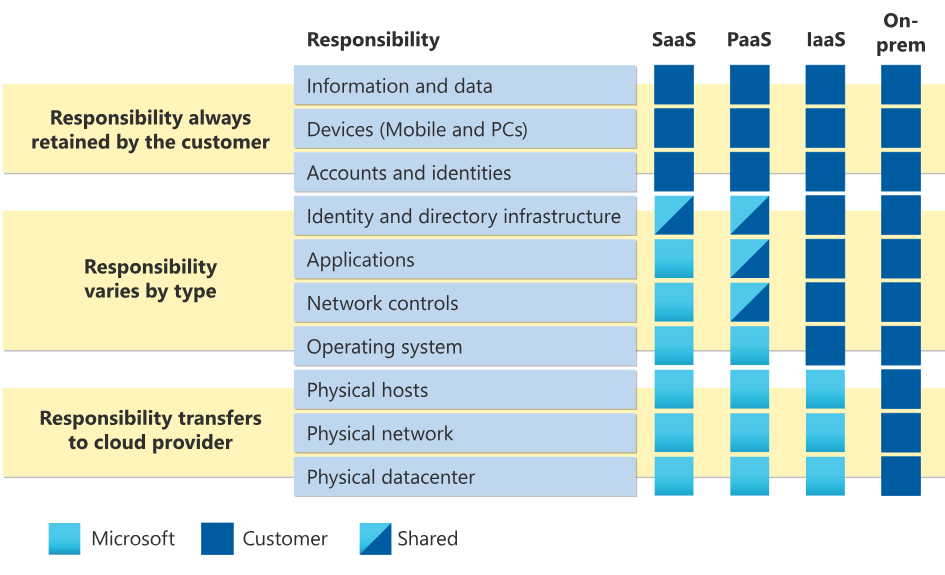 Responsibility
SaaS
PaaS
IaaS
On-
prem
Responsibility always
retained by the customer
Information and data
Devices (Mobile and PCs)
Accounts and identities
Responsibility
varies by type
Identity and directory infrastructure
Applications
Network controls
Operating system
Responsibility transfers
to cloud provider
Physical hosts
Physical network
Physical datacenter
Microsoft
Customer
Shared